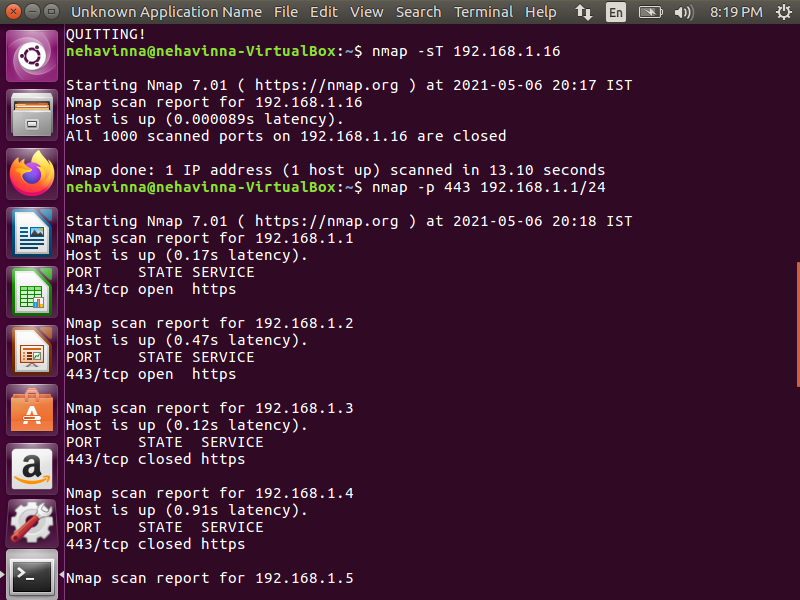 Unknown Application Name File Edit View Search Terminal Help En 8:19 PM
QUITTING!
nehavinna@nehavinna-VirtualBox:~$ nmap -sT 192.168.1.16
Starting Nmap 7.01 ( https://nmap.org ) at 2021-05-06 20:17 IST
Nmap scan report for 192.168.1.16
Host is up (0.000089s latency).
All 1000 scanned ports on 192.168.1.16 are closed
Nmap done: 1 IP address (1 host up) scanned in 13.10 seconds
nehavinna@nehavinna-VirtualBox:~$ nmap -p 443 192.168.1.1/24
Starting Nmap 7.01 ( https://nmap.org ) at 2021-05-06 20:18 IST
Nmap scan report for 192.168.1.1
Host is up (0.17s latency).
PORT    STATE SERVICE
443/tcp open  https
Nmap scan report for 192.168.1.2
Host is up (0.47s latency).
PORT    STATE SERVICE
443/tcp open  https
Nmap scan report for 192.168.1.3
Host is up (0.12s latency).
PORT    STATE  SERVICE
443/tcp closed https
Nmap scan report for 192.168.1.4
Host is up (0.91s latency).
PORT    STATE  SERVICE
443/tcp closed https
Nmap scan report for 192.168.1.5